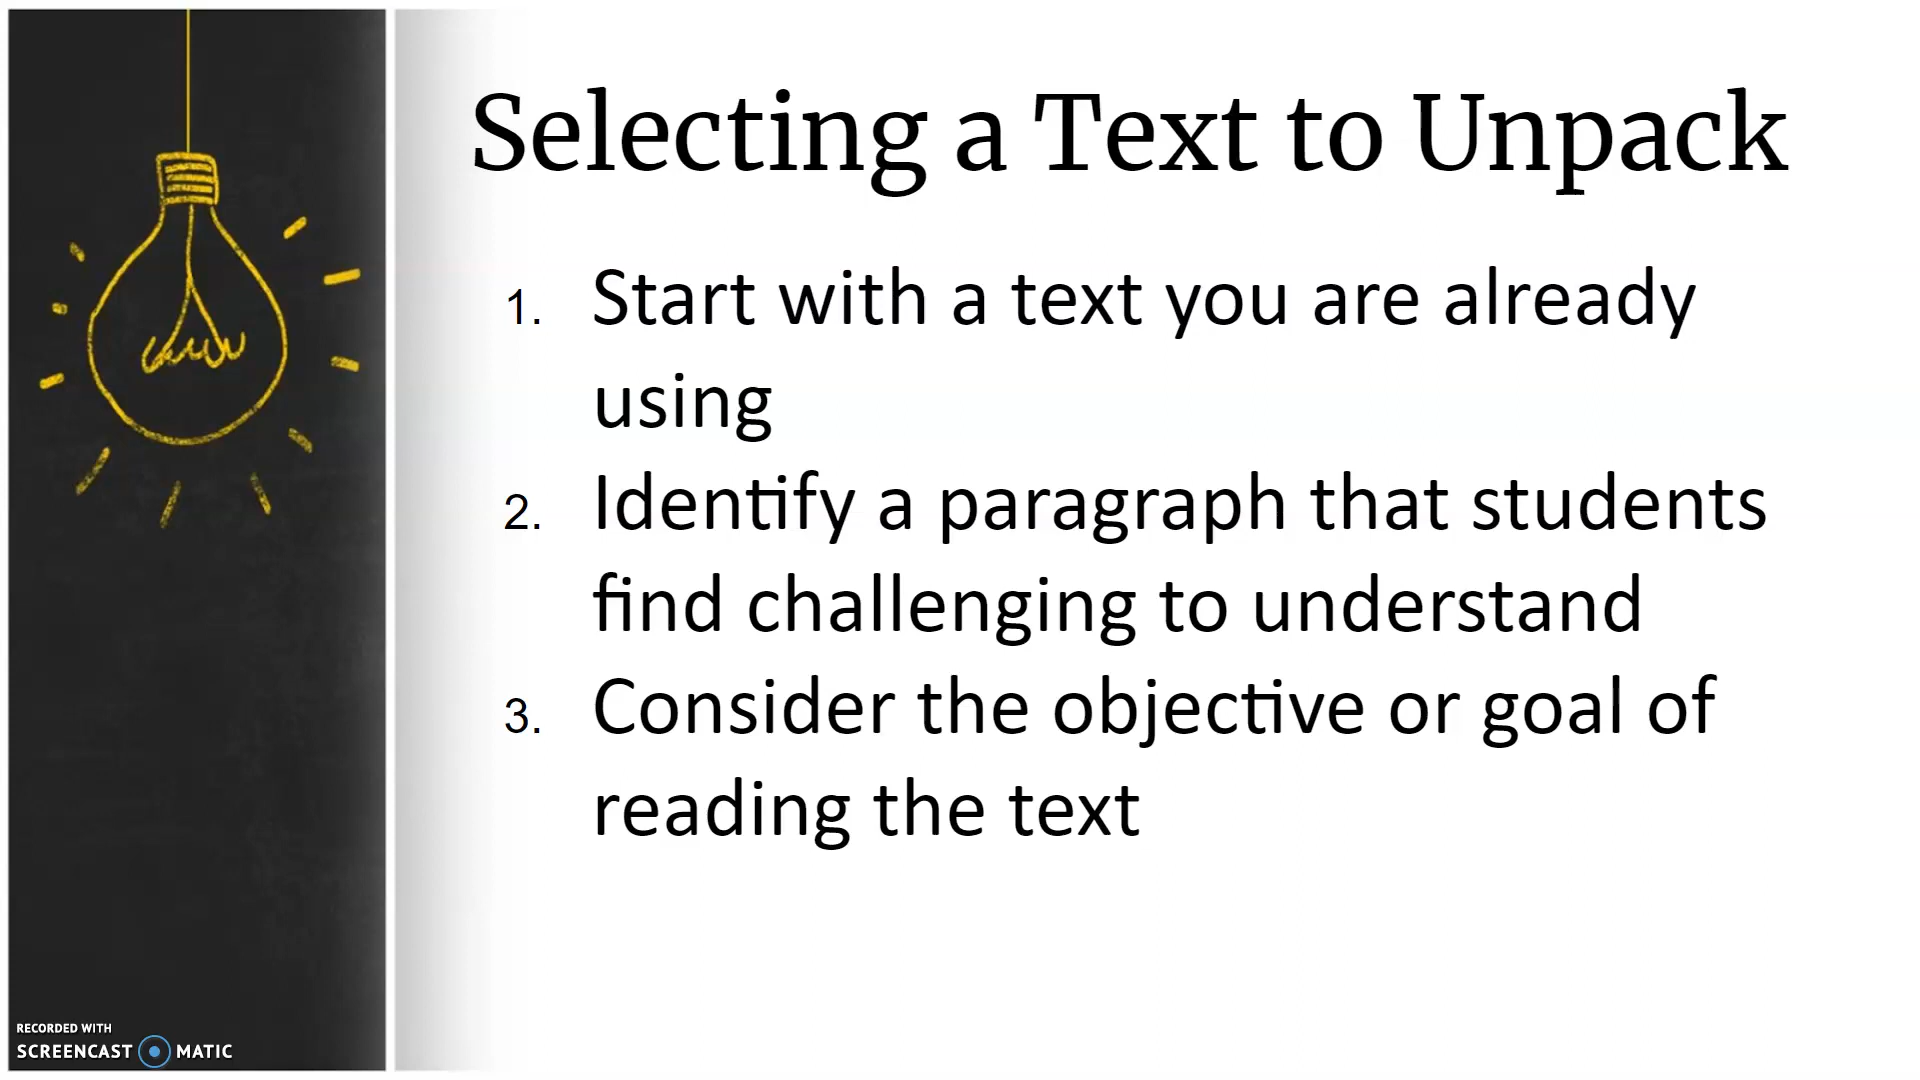 Selecting a Text to Unpack
1. Start with a text you are already
using
2. Identify a paragraph that students
find challenging to understand
3. Consider the objective or goal of
reading the text
RECORDED WITH
SCREENCAST MATIC